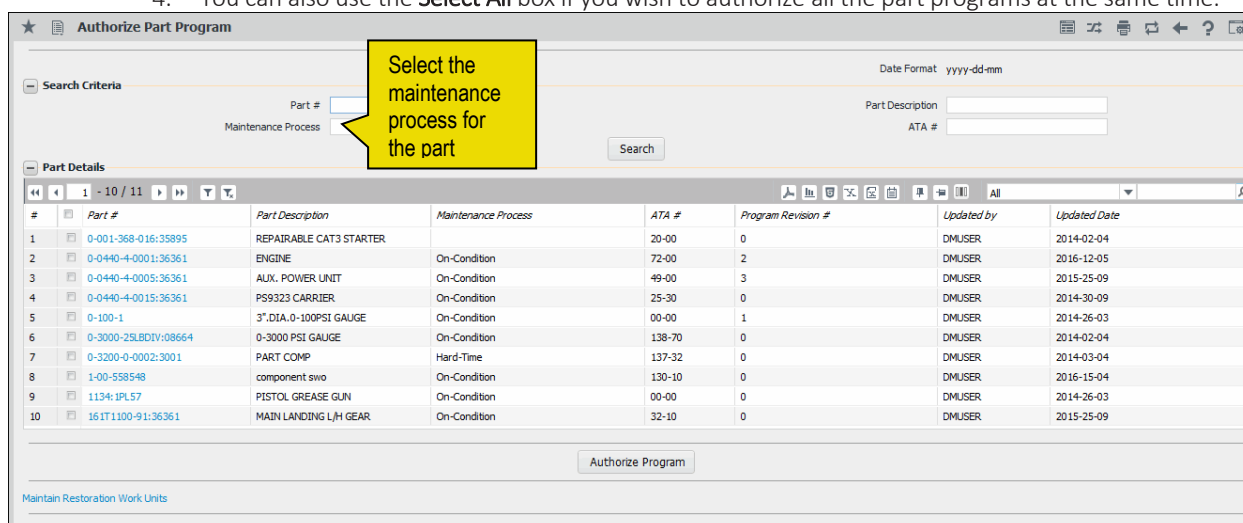 4. You can also use the Select All box if you wish to authorize all the part programs at the same time.
Authorize Part Program
Date Format yyyy-dd-mm
Search Criteria
Part #
Part Description
Maintenance Process
ATA #
Select the
maintenance
process for
the part
Search
Part Details
1 - 10 / 11
All
# Part # Part Description Maintenance Process ATA # Program Revision # Updated by Updated Date
1 0-001-368-016:35895 REPAIRABLE CAT3 STARTER 20-00 0 DMUSER 2014-02-04
2 0-0440-4-0001:36361 ENGINE On-Condition 72-00 2 DMUSER 2016-12-05
3 0-0440-4-0005:36361 AUX. POWER UNIT On-Condition 49-00 3 DMUSER 2015-25-09
4 0-0440-4-0015:36361 PS9323 CARRIER On-Condition 25-30 0 DMUSER 2014-30-09
5 0-100-1 3".DIA.0-100PSI GAUGE On-Condition 00-00 1 DMUSER 2014-26-03
6 0-3000-25LBDIV:08664 0-3000 PSI GAUGE On-Condition 138-70 0 DMUSER 2014-02-04
7 0-3200-0-0002:3001 PART COMP Hard-Time 137-32 0 DMUSER 2014-03-04
8 1-00-558548 component swo On-Condition 130-10 0 DMUSER 2016-15-04
9 1134:1PL57 PISTOL GREASE GUN On-Condition 00-00 0 DMUSER 2014-26-03
10 161T1100-91:36361 MAIN LANDING L/H GEAR On-Condition 32-10 0 DMUSER 2015-25-09
Authorize Program
Maintain Restoration Work Units